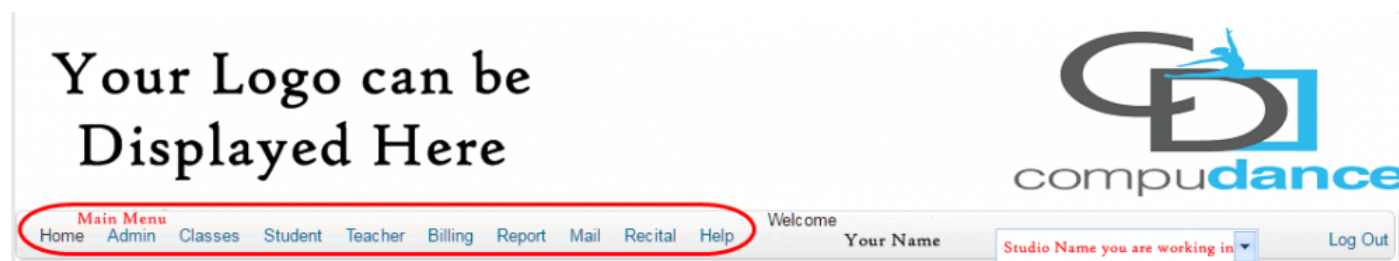 Your Logo can be
Displayed Here
CD
compudance
Main Menu
Home Admin Classes Student Teacher Billing Report Mail Recital Help
Welcome
Your Name
Studio Name you are working in
Log Out